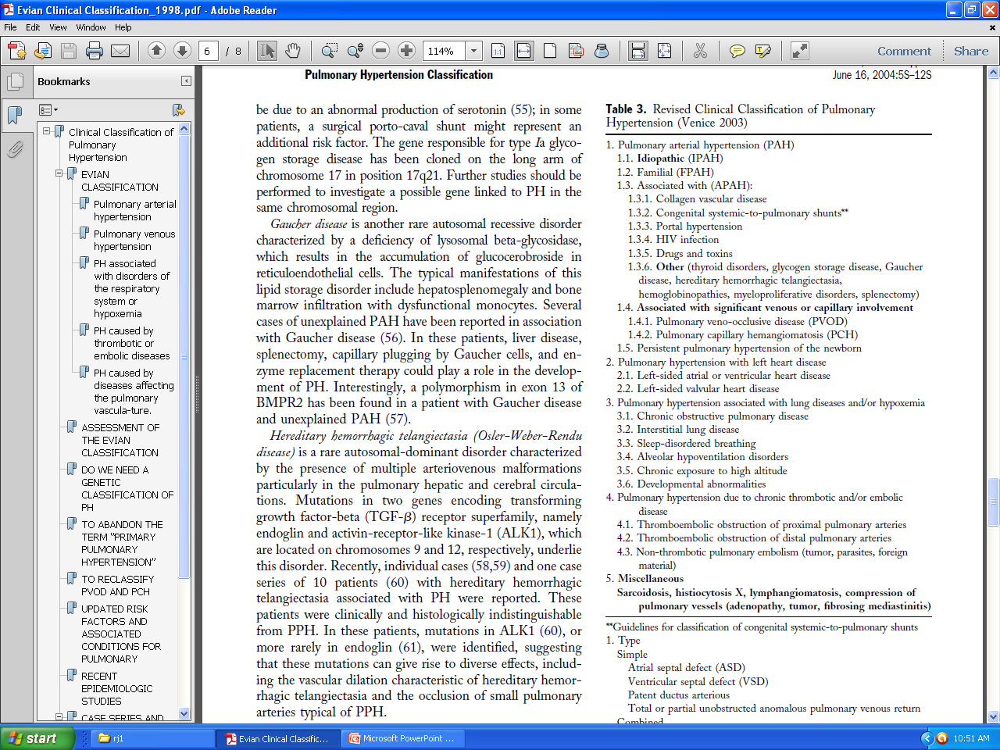 Evian Clinical Classification_1998.pdf - Adobe Reader
File Edit View Window Help
6 / 8
114%
Comment
Share
Bookmarks
Clinical Classification of
Pulmonary
Hypertension
EVIAN
CLASSIFICATION
Pulmonary arterial
hypertension
Pulmonary venous
hypertension
PH associated
with disorders of
the respiratory
system or
hypoxemia
PH caused by
thrombotic or
embolic diseases
PH caused by
diseases affecting
the pulmonary
vascula-ture.
ASSESSMENT OF
THE EVIAN
CLASSIFICATION
DO WE NEED A
GENETIC
CLASSIFICATION OF
PH
TO ABANDON THE
TERM “PRIMARY
PULMONARY
HYPERTENSION”
TO RECLASSIFY
PVOD AND PCH
UPDATED RISK
FACTORS AND
ASSOCIATED
CONDITIONS FOR
PULMONARY
RECENT
EPIDEMIOLOGIC
STUDIES
CASE SERIES AND
Pulmonary Hypertension Classification
June 16, 2004:5S–12S
be due to an abnormal production of serotonin (55); in some
patients, a surgical porto-caval shunt might represent an
additional risk factor. The gene responsible for type Ia glyco-
gen storage disease has been cloned on the long arm of
chromosome 17 in position 17q21. Further studies should be
performed to investigate a possible gene linked to PH in the
same chromosomal region.
Gaucher disease is another rare autosomal recessive disorder
characterized by a deficiency of lysosomal beta-glycosidase,
which results in the accumulation of glucocerobroside in
reticuloendothelial cells. The typical manifestations of this
lipid storage disorder include hepatosplenomegaly and bone
marrow infiltration with dysfunctional monocytes. Several
cases of unexplained PAH have been reported in association
with Gaucher disease (56). In these patients, liver disease,
splenectomy, capillary plugging by Gaucher cells, and en-
zyme replacement therapy could play a role in the develop-
ment of PH. Interestingly, a polymorphism in exon 13 of
BMPR2 has been found in a patient with Gaucher disease
and unexplained PAH (57).
Hereditary hemorrhagic telangiectasia (Osler-Weber-Rendu
disease) is a rare autosomal-dominant disorder characterized
by the presence of multiple arteriovenous malformations
particularly in the pulmonary hepatic and cerebral circula-
tions. Mutations in two genes encoding transforming
growth factor-beta (TGF-β) receptor superfamily, namely
endoglin and activin-receptor-like kinase-1 (ALK1), which
are located on chromosomes 9 and 12, respectively, underlie
this disorder. Recently, individual cases (58,59) and one case
series of 10 patients (60) with hereditary hemorrhagic
telangiectasia associated with PH were reported. These
patients were clinically and histologically indistinguishable
from PPH. In these patients, mutations in ALK1 (60), or
more rarely in endoglin (61), were identified, suggesting
that these mutations can give rise to diverse effects, includ-
ing the vascular dilation characteristic of hereditary hemor-
rhagic telangiectasia and the occlusion of small pulmonary
arteries typical of PPH.
Table 3. Revised Clinical Classification of Pulmonary
Hypertension (Venice 2003)
1. Pulmonary arterial hypertension (PAH)
1.1. Idiopathic (IPAH)
1.2. Familial (FPAH)
1.3. Associated with (APAH):
1.3.1. Collagen vascular disease
1.3.2. Congenital systemic-to-pulmonary shunts**
1.3.3. Portal hypertension
1.3.4. HIV infection
1.3.5. Drugs and toxins
1.3.6. Other (thyroid disorders, glycogen storage disease, Gaucher
disease, hereditary hemorrhagic telangiectasia,
hemoglobinopathies, myeloproliferative disorders, splenectomy)
1.4. Associated with significant venous or capillary involvement
1.4.1. Pulmonary veno-occlusive disease (PVOD)
1.4.2. Pulmonary capillary hemangiomatosis (PCH)
1.5. Persistent pulmonary hypertension of the newborn
2. Pulmonary hypertension with left heart disease
2.1. Left-sided atrial or ventricular heart disease
2.2. Left-sided valvular heart disease
3. Pulmonary hypertension associated with lung diseases and/or hypoxemia
3.1. Chronic obstructive pulmonary disease
3.2. Interstitial lung disease
3.3. Sleep-disordered breathing
3.4. Alveolar hypoventilation disorders
3.5. Chronic exposure to high altitude
3.6. Developmental abnormalities
4. Pulmonary hypertension due to chronic thrombotic and/or embolic
disease
4.1. Thromboembolic obstruction of proximal pulmonary arteries
4.2. Thromboembolic obstruction of distal pulmonary arteries
4.3. Non-thrombotic pulmonary embolism (tumor, parasites, foreign
material)
5. Miscellaneous
Sarcoidosis, histiocytosis X, lymphangiomatosis, compression of
pulmonary vessels (adenopathy, tumor, fibrosing mediastinitis)
**Guidelines for classification of congenital systemic-to-pulmonary shunts
1. Type
Simple
Atrial septal defect (ASD)
Ventricular septal defect (VSD)
Patent ductus arterious
Total or partial unobstructed anomalous pulmonary venous return
Combined
start
rj1
Evian Clinical Classific...
Microsoft PowerPoint ...
10:51 AM